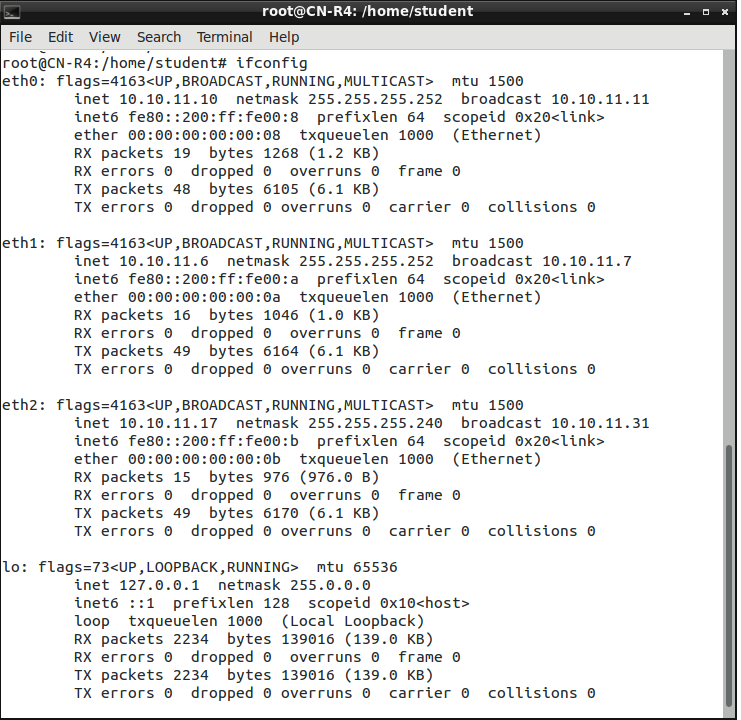 root@CN-R4: /home/student
File Edit View Search Terminal Help
root@CN-R4:/home/student# ifconfig
eth0: flags=4163<UP,BROADCAST,RUNNING,MULTICAST>  mtu 1500
        inet 10.10.11.10  netmask 255.255.255.252  broadcast 10.10.11.11
        inet6 fe80::200:ff:fe00:8  prefixlen 64  scopeid 0x20<link>
        ether 00:00:00:00:00:08  txqueuelen 1000  (Ethernet)
        RX packets 19  bytes 1268 (1.2 KB)
        RX errors 0  dropped 0  overruns 0  frame 0
        TX packets 48  bytes 6105 (6.1 KB)
        TX errors 0  dropped 0 overruns 0  carrier 0  collisions 0

eth1: flags=4163<UP,BROADCAST,RUNNING,MULTICAST>  mtu 1500
        inet 10.10.11.6  netmask 255.255.255.252  broadcast 10.10.11.7
        inet6 fe80::200:ff:fe00:a  prefixlen 64  scopeid 0x20<link>
        ether 00:00:00:00:00:0a  txqueuelen 1000  (Ethernet)
        RX packets 16  bytes 1046 (1.0 KB)
        RX errors 0  dropped 0  overruns 0  frame 0
        TX packets 49  bytes 6164 (6.1 KB)
        TX errors 0  dropped 0 overruns 0  carrier 0  collisions 0

eth2: flags=4163<UP,BROADCAST,RUNNING,MULTICAST>  mtu 1500
        inet 10.10.11.17  netmask 255.255.255.240  broadcast 10.10.11.31
        inet6 fe80::200:ff:fe00:b  prefixlen 64  scopeid 0x20<link>
        ether 00:00:00:00:00:0b  txqueuelen 1000  (Ethernet)
        RX packets 15  bytes 976 (976.0 B)
        RX errors 0  dropped 0  overruns 0  frame 0
        TX packets 49  bytes 6170 (6.1 KB)
        TX errors 0  dropped 0 overruns 0  carrier 0  collisions 0

lo: flags=73<UP,LOOPBACK,RUNNING>  mtu 65536
        inet 127.0.0.1  netmask 255.0.0.0
        inet6 ::1  prefixlen 128  scopeid 0x10<host>
        loop  txqueuelen 1000  (Local Loopback)
        RX packets 2234  bytes 139016 (139.0 KB)
        RX errors 0  dropped 0  overruns 0  frame 0
        TX packets 2234  bytes 139016 (139.0 KB)
        TX errors 0  dropped 0 overruns 0  carrier 0  collisions 0